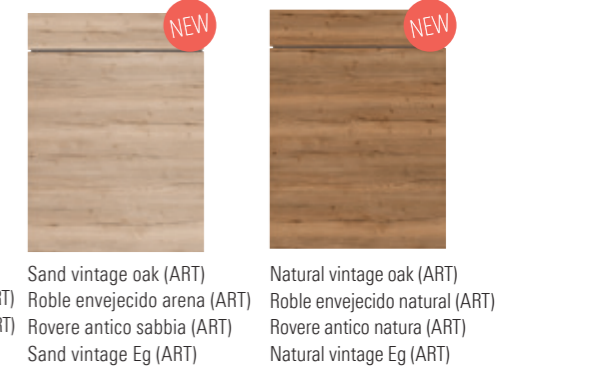 NEW
NEW
Sand vintage oak (ART)
Roble envejecido arena (ART)
Rovere antico sabbia (ART)
Sand vintage Eg (ART)
Natural vintage oak (ART)
Roble envejecido natural (ART)
Rovere antico natura (ART)
Natural vintage Eg (ART)